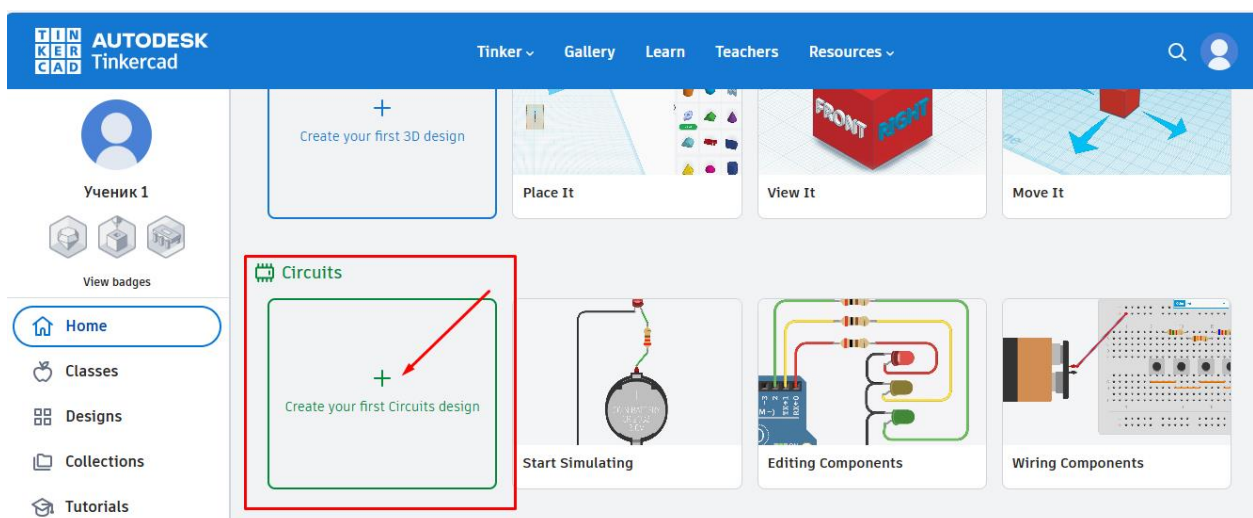 TIN
KER
CAD
AUTODESK
Tinkercad
Tinker
Gallery
Learn
Teachers
Resources
Ученик 1
View badges
Home
Classes
Designs
Collections
Tutorials
Create your first 3D design
Place It
FRONT
RIGHT
View It
Move It
Circuits
Create your first Circuits design
Start Simulating
Editing Components
Wiring Components